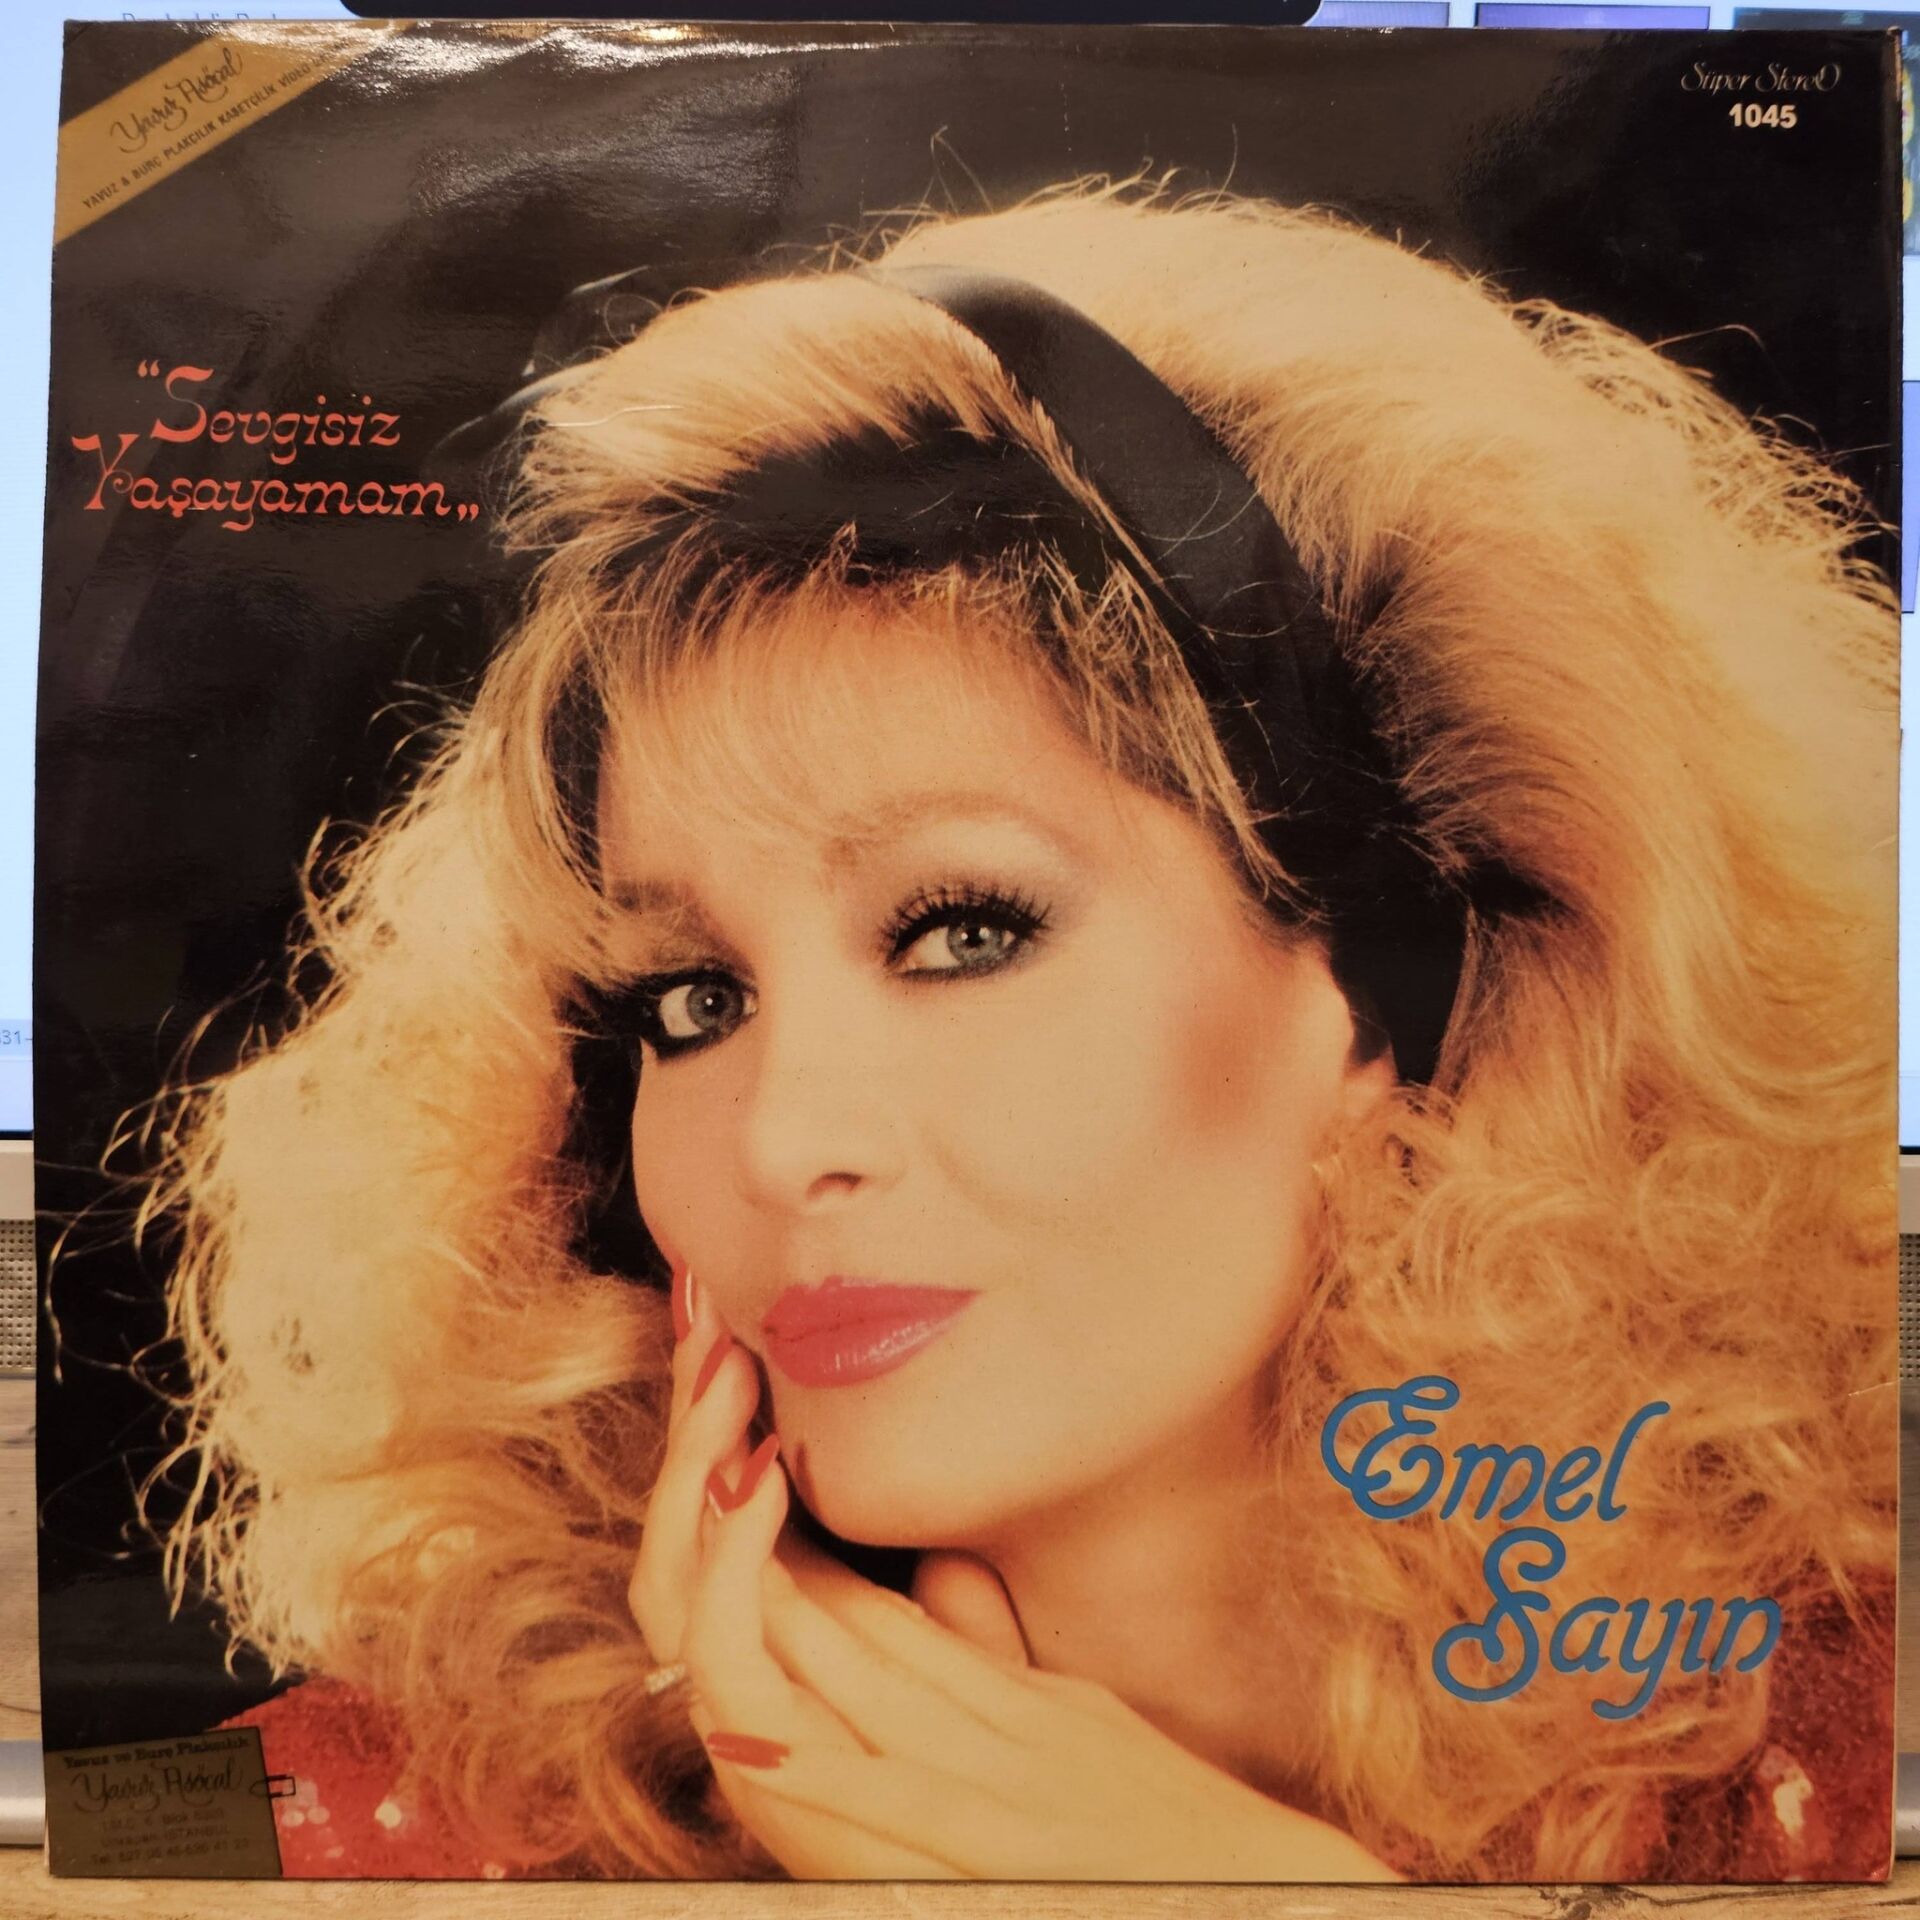 Yavuz Asöcal
YAVUZ & BURÇ PLAKÇILIK KASETÇİLİK VİDEO
Süper Stereo
1045
“Sevgisiz
Yaşayamam„
Emel
Sayın
Yavuz ve Burç Plakçılık
Yavuz Asöcal
Unkapanı İSTANBUL